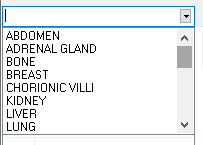 ABDOMEN
ADRENAL GLAND
BONE
BREAST
CHORIONIC VILLI
KIDNEY
LIVER
LUNG